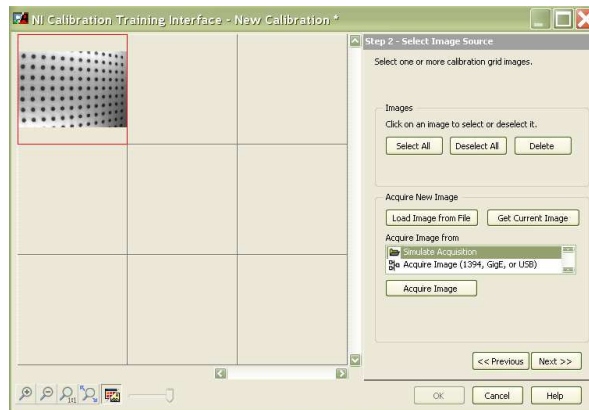 NI Calibration Training Interface - New Calibration *
Step 2 - Select Image Source
Select one or more calibration grid images.
Images
Click on an image to select or deselect it.
Select All
Deselect All
Delete
Acquire New Image
Load Image from File
Get Current Image
Acquire Image from
Simulate Acquisition
Acquire Image (1394, GigE, or USB)
Acquire Image
<< Previous
Next >>
1:1
OK
Cancel
Help